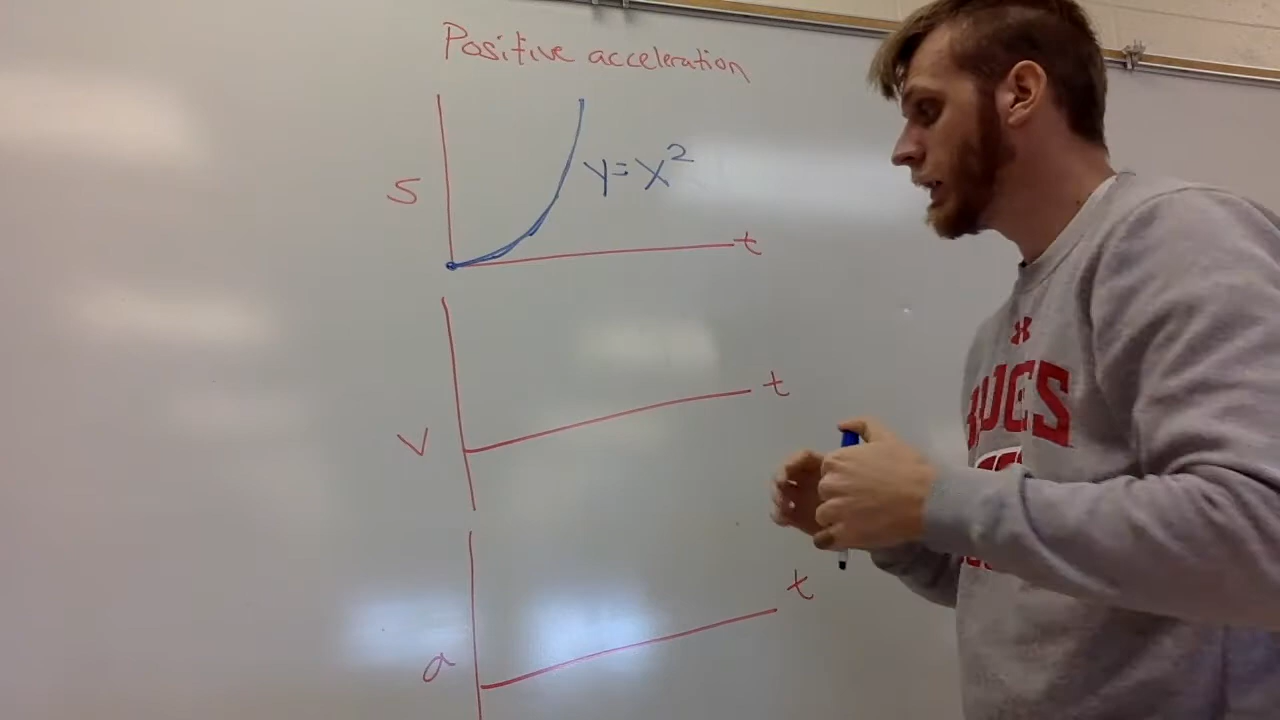 Positive acceleration
S
y=x²
t
V
t
a
t
BUCS